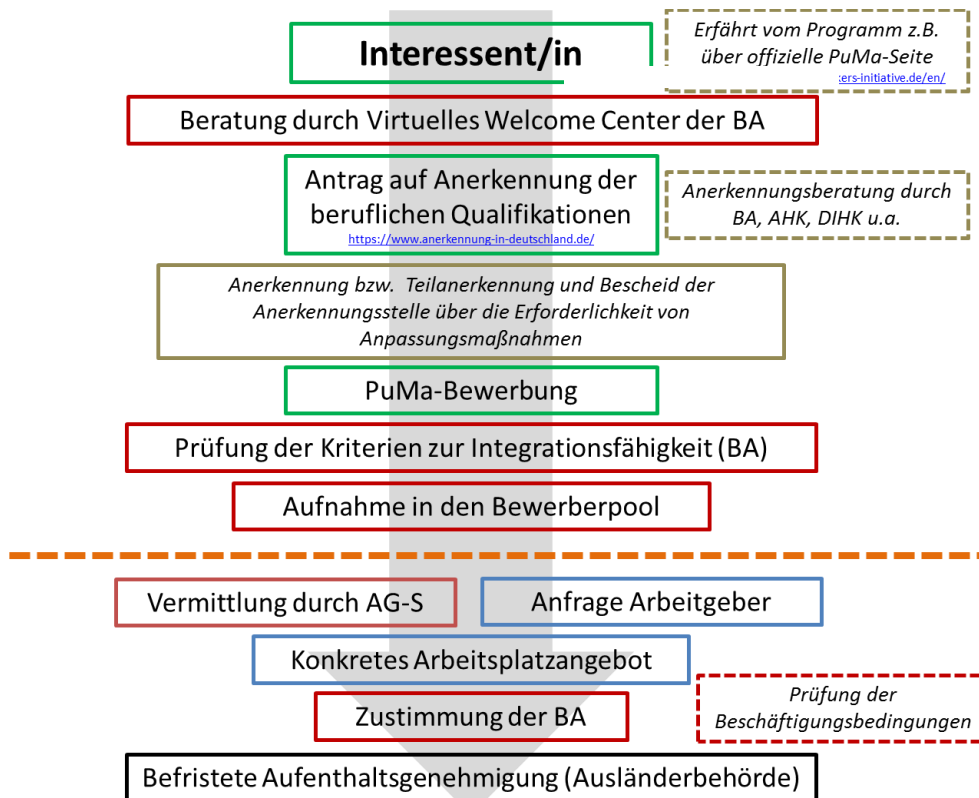 Interessent/in
Erfährt vom Programm z.B.
über offizielle PuMa-Seite
kers-initiative.de/en/
Beratung durch Virtuelles Welcome Center der BA
Antrag auf Anerkennung der
beruflichen Qualifikationen
https://www.anerkennung-in-deutschland.de/
Anerkennungsberatung durch
BA, AHK, DIHK u.a.
Anerkennung bzw. Teilanerkennung und Bescheid der
Anerkennungsstelle über die Erforderlichkeit von
Anpassungsmaßnahmen
PuMa-Bewerbung
Prüfung der Kriterien zur Integrationsfähigkeit (BA)
Aufnahme in den Bewerberpool
Vermittlung durch AG-S
Anfrage Arbeitgeber
Konkretes Arbeitsplatzangebot
Zustimmung der BA
Prüfung der
Beschäftigungsbedingungen
Befristete Aufenthaltsgenehmigung (Ausländerbehörde)